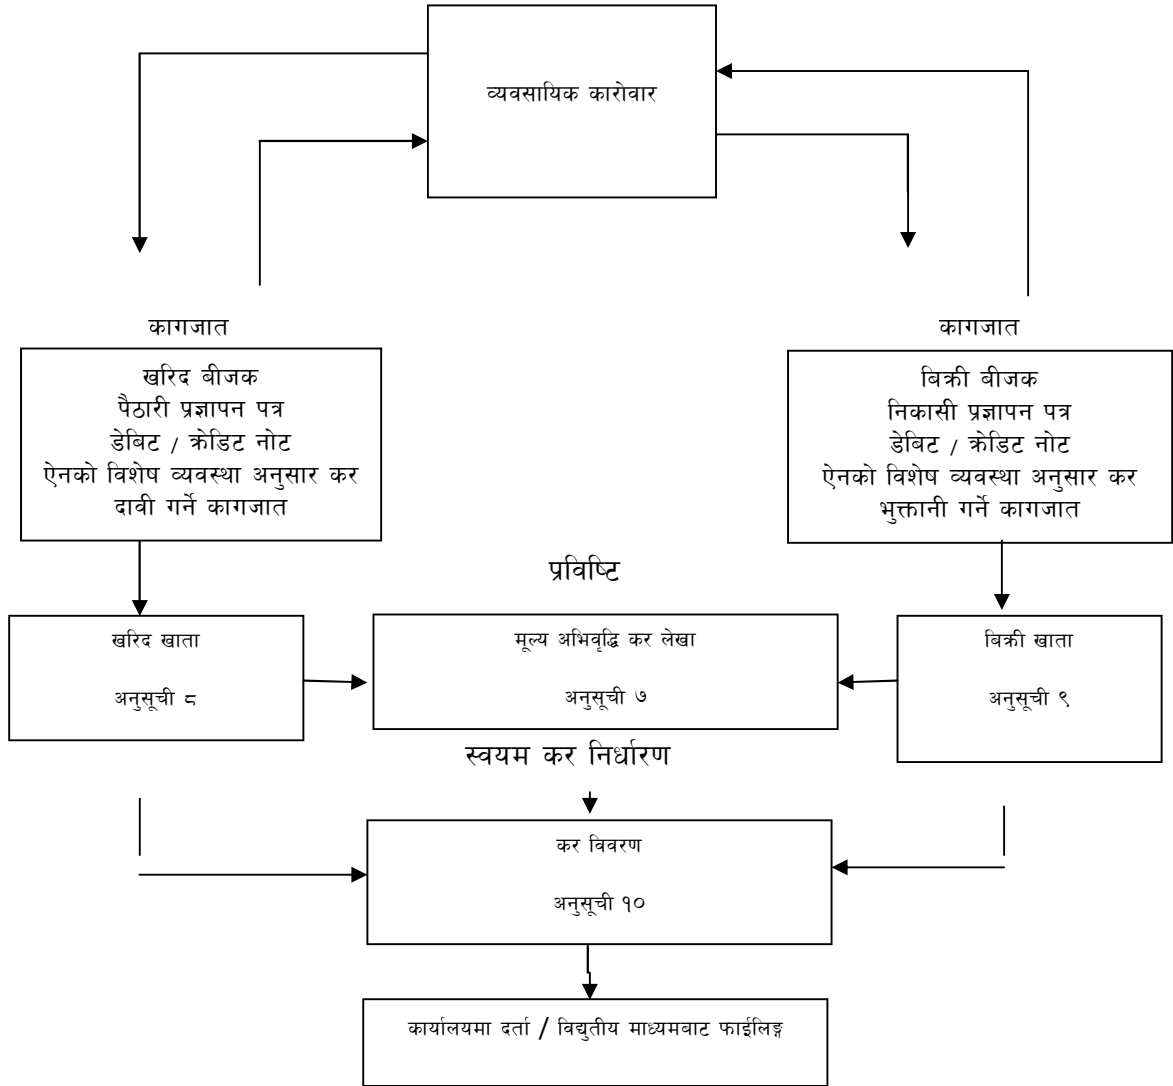 व्यवसायिक कारोवार
कागजात
खरिद बीजक
पैठारी प्रज्ञापन पत्र
डेबिट / क्रेडिट नोट
ऐनको विशेष व्यवस्था अनुसार कर
दावी गर्ने कागजात
कागजात
बिक्री बीजक
निकासी प्रज्ञापन पत्र
डेबिट / क्रेडिट नोट
ऐनको विशेष व्यवस्था अनुसार कर
भुक्तानी गर्ने कागजात
प्रविष्टि
खरिद खाता
अनुसूची ८
मूल्य अभिवृद्धि कर लेखा
अनुसूची ७
बिक्री खाता
अनुसूची ९
स्वयम कर निर्धारण
कर विवरण
अनुसूची १०
कार्यालयमा दर्ता / विद्युतीय माध्यमबाट फाईलिङ्ग